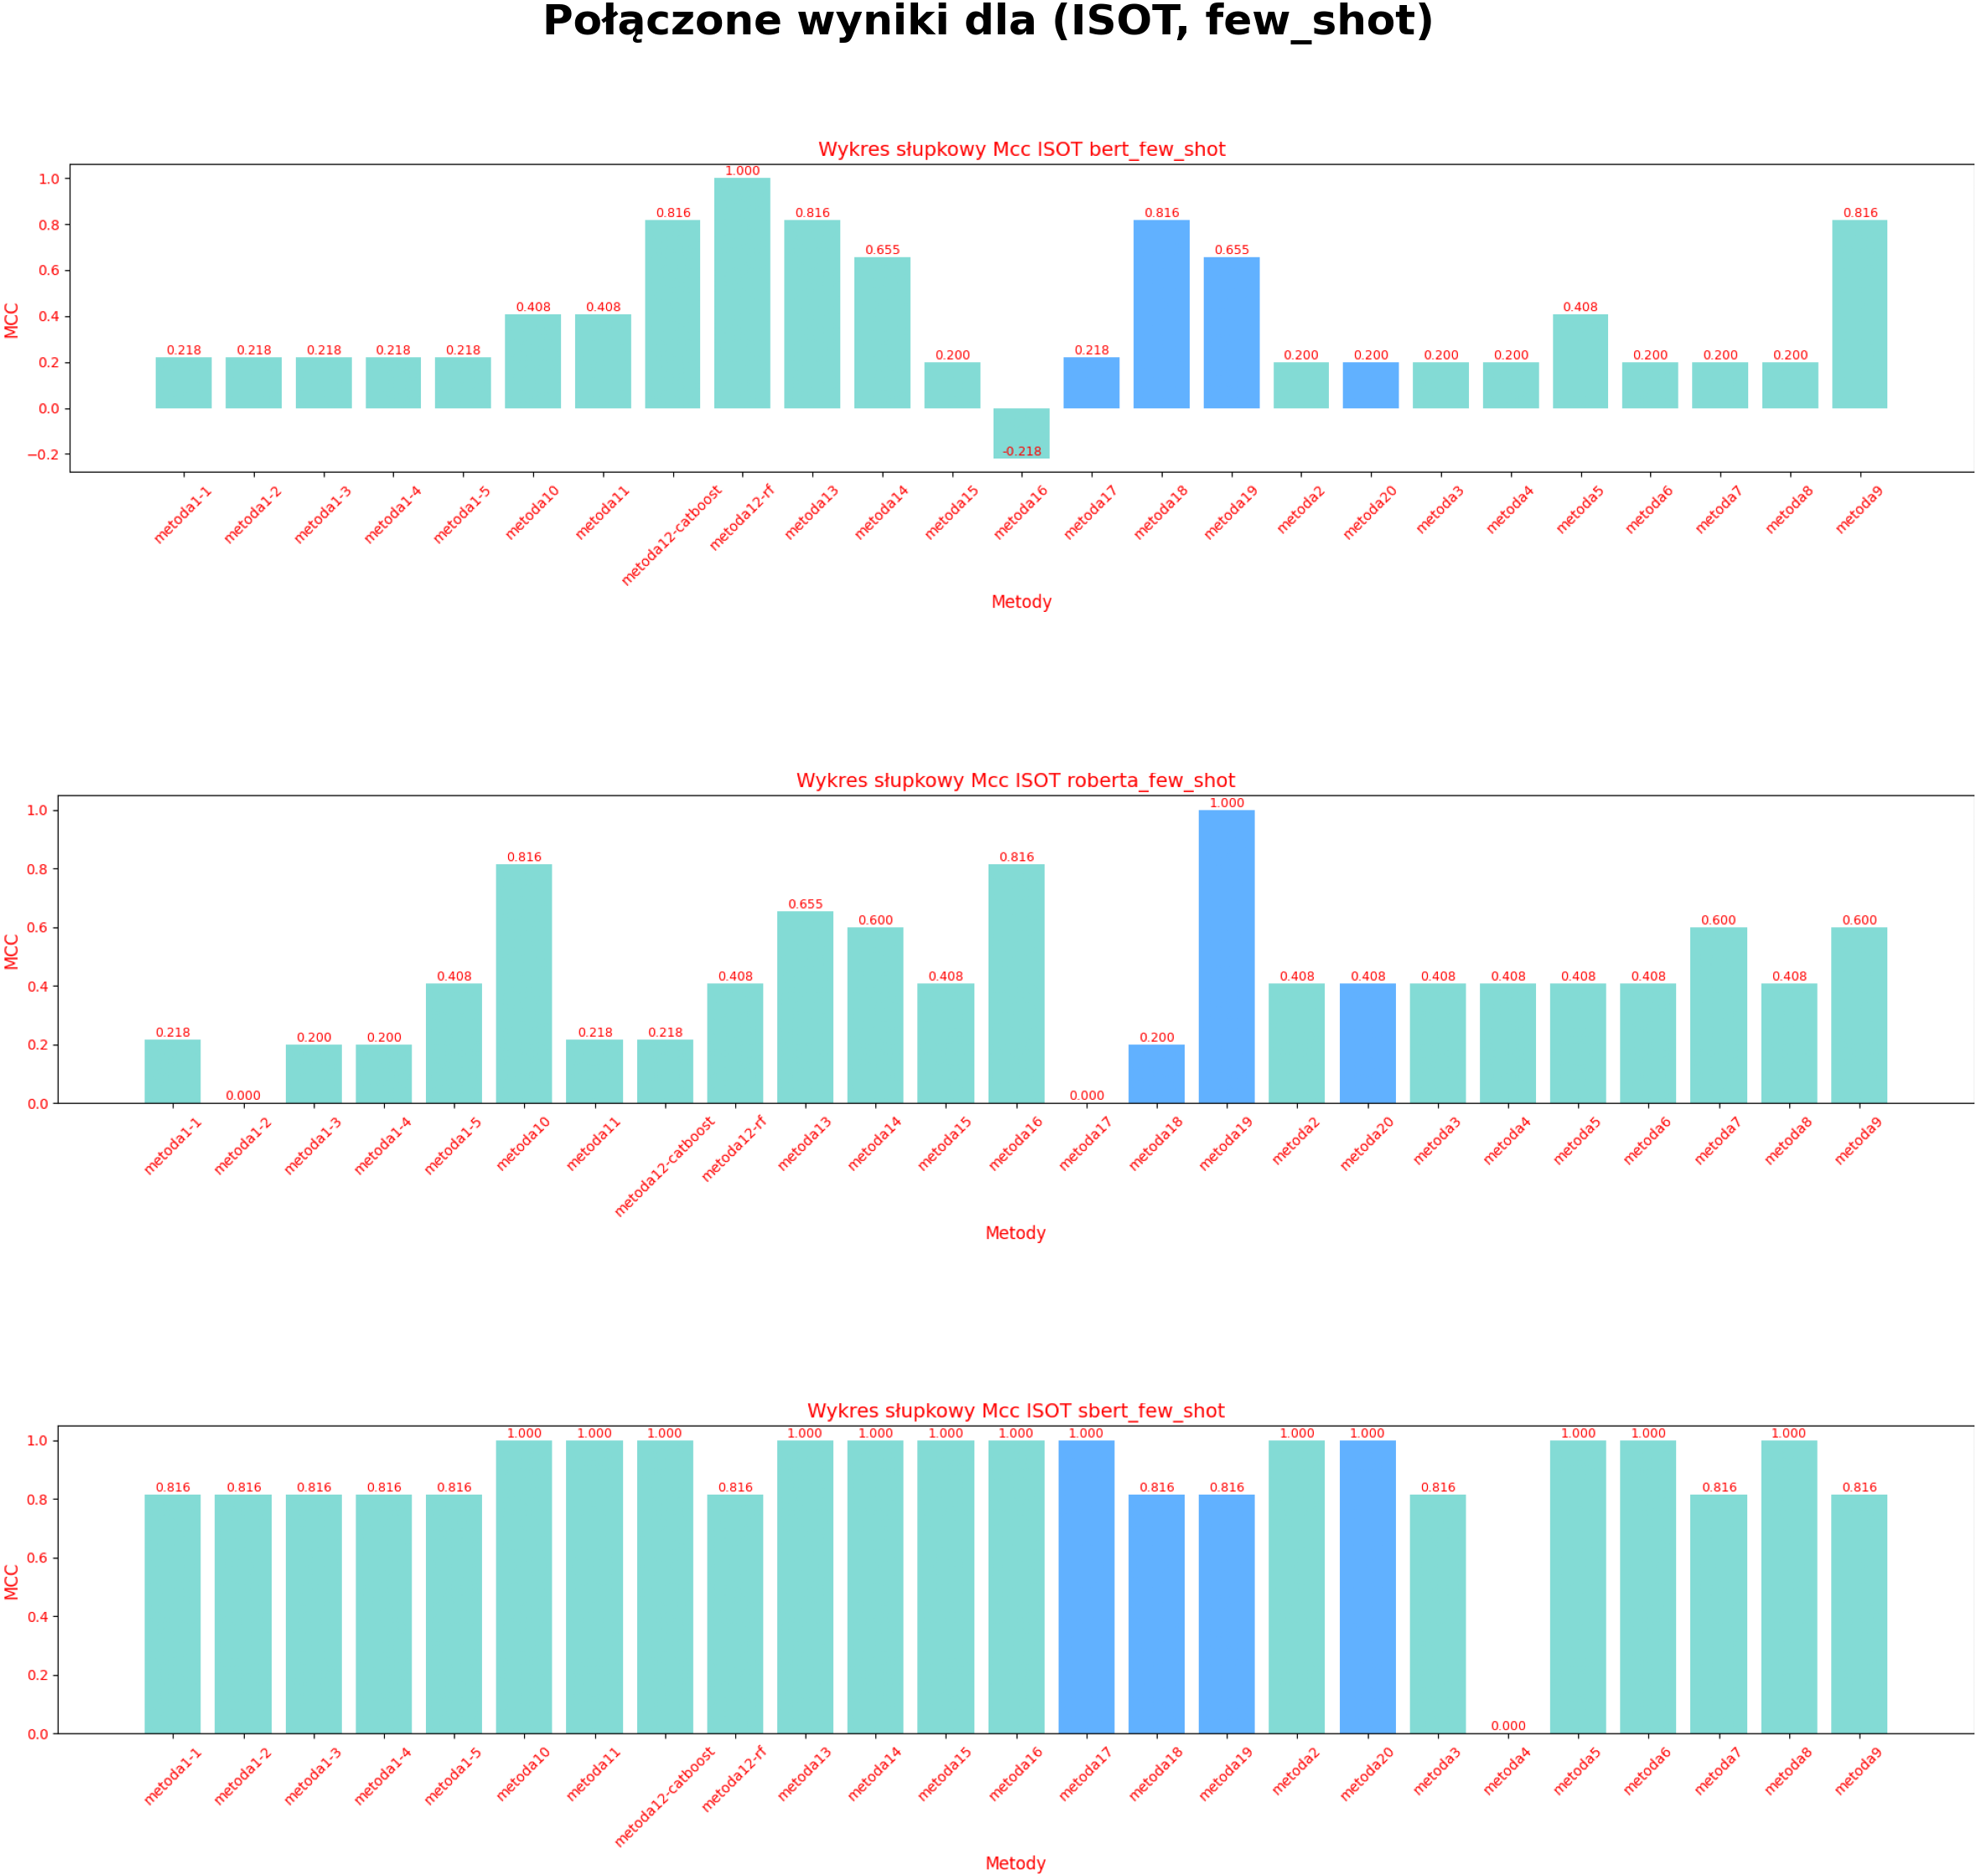 Połączone wyniki dla (ISOT, few_shot)
Wykres słupkowy Mcc ISOT bert_few_shot
1.0
0.8
0.6
0.4
0.2
0.0
−0.2
MCC
0.218 0.218 0.218 0.218 0.218 0.408 0.408 0.816 1.000 0.816 0.655 0.200 -0.218 0.218 0.816 0.655 0.200 0.200 0.200 0.200 0.408 0.200 0.200 0.200 0.816
metoda1-1 metoda1-2 metoda1-3 metoda1-4 metoda1-5 metoda10 metoda11 metoda12-catboost metoda12-rf metoda13 metoda14 metoda15 metoda16 metoda17 metoda18 metoda19 metoda2 metoda20 metoda3 metoda4 metoda5 metoda6 metoda7 metoda8 metoda9
Metody
Wykres słupkowy Mcc ISOT roberta_few_shot
1.0
0.8
0.6
0.4
0.2
0.0
MCC
0.218 0.000 0.200 0.200 0.408 0.816 0.218 0.218 0.408 0.655 0.600 0.408 0.816 0.000 0.200 1.000 0.408 0.408 0.408 0.408 0.408 0.408 0.600 0.408 0.600
metoda1-1 metoda1-2 metoda1-3 metoda1-4 metoda1-5 metoda10 metoda11 metoda12-catboost metoda12-rf metoda13 metoda14 metoda15 metoda16 metoda17 metoda18 metoda19 metoda2 metoda20 metoda3 metoda4 metoda5 metoda6 metoda7 metoda8 metoda9
Metody
Wykres słupkowy Mcc ISOT sbert_few_shot
1.0
0.8
0.6
0.4
0.2
0.0
MCC
0.816 0.816 0.816 0.816 0.816 1.000 1.000 1.000 0.816 1.000 1.000 1.000 1.000 1.000 0.816 0.816 1.000 1.000 0.816 0.000 1.000 1.000 0.816 1.000 0.816
metoda1-1 metoda1-2 metoda1-3 metoda1-4 metoda1-5 metoda10 metoda11 metoda12-catboost metoda12-rf metoda13 metoda14 metoda15 metoda16 metoda17 metoda18 metoda19 metoda2 metoda20 metoda3 metoda4 metoda5 metoda6 metoda7 metoda8 metoda9
Metody